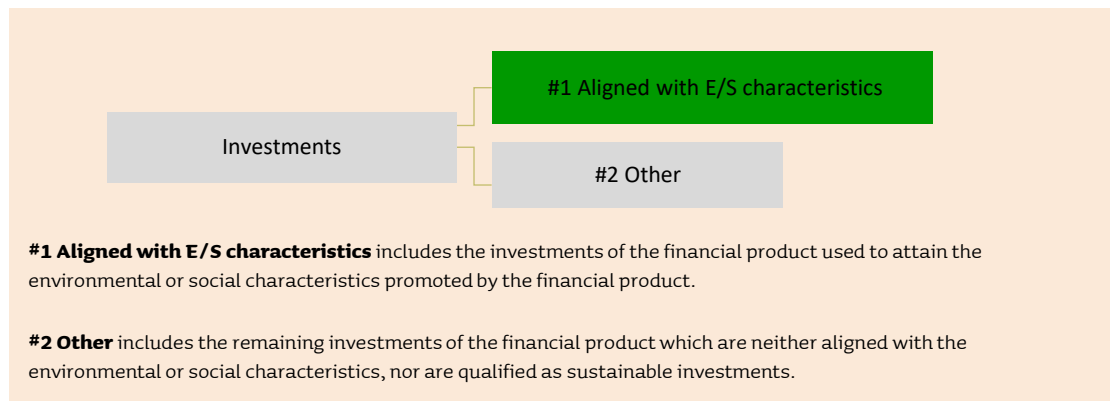 #1 Aligned with E/S characteristics
Investments
#2 Other
#1 Aligned with E/S characteristics includes the investments of the financial product used to attain the
environmental or social characteristics promoted by the financial product.
#2 Other includes the remaining investments of the financial product which are neither aligned with the
environmental or social characteristics, nor are qualified as sustainable investments.